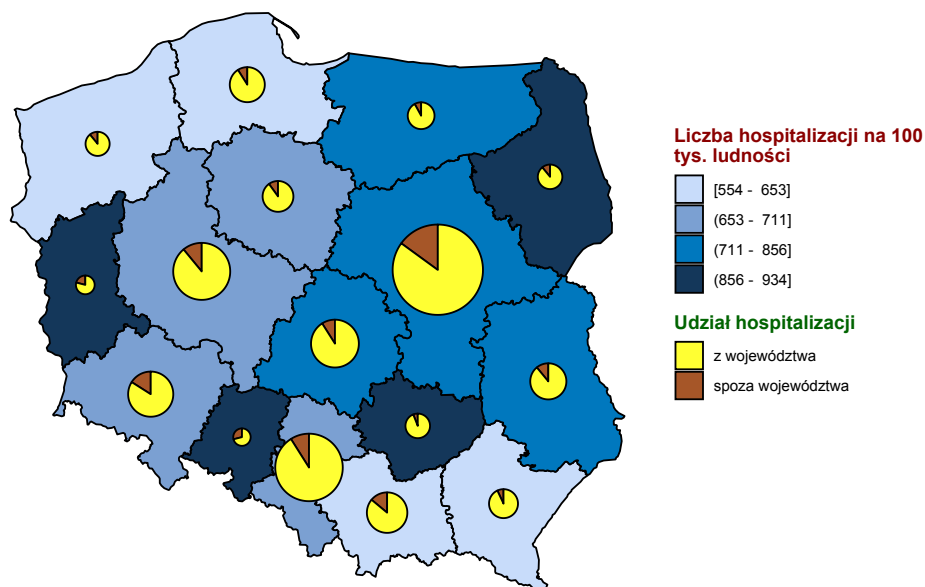 Liczba hospitalizacji na 100
tys. ludności
[554 - 653]
(653 - 711]
(711 - 856]
(856 - 934]
Udział hospitalizacji
z województwa
spoza województwa